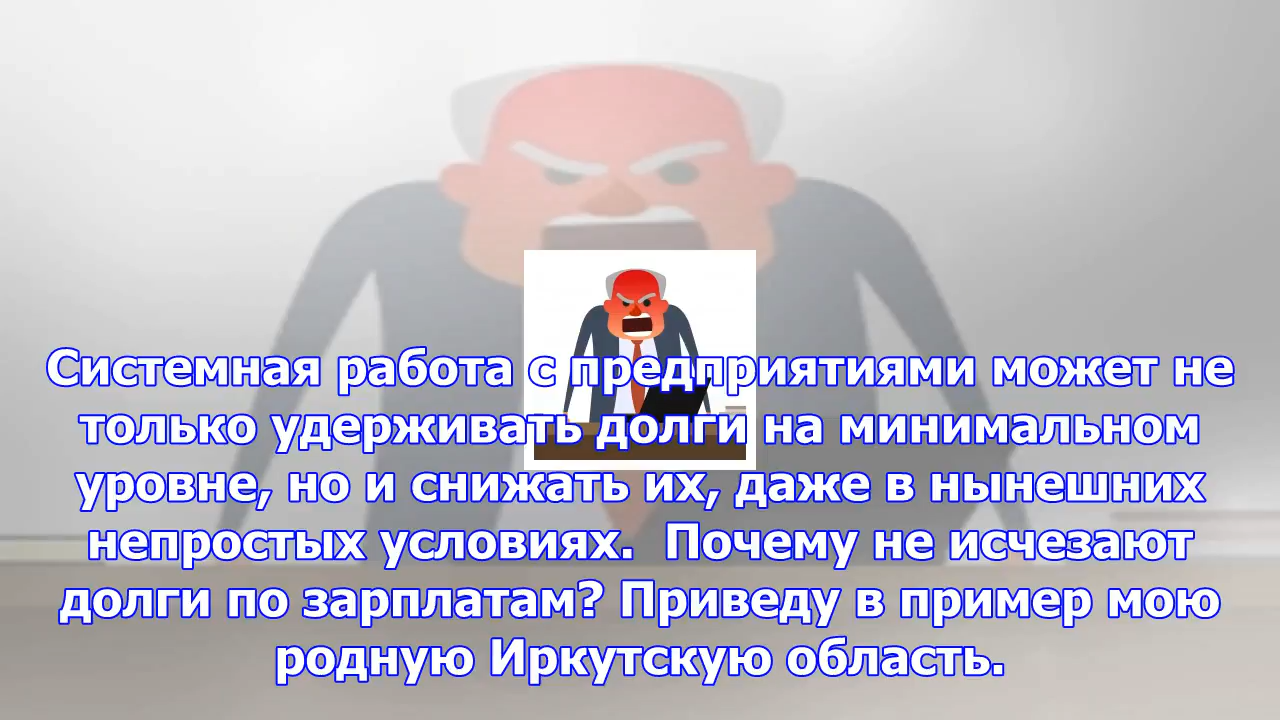 Системная работа с предприятиями может не
только удерживать долги на минимальном
уровне, но и снижать их, даже в нынешних
непростых условиях.  Почему не исчезают
долги по зарплатам? Приведу в пример мою
родную Иркутскую область.